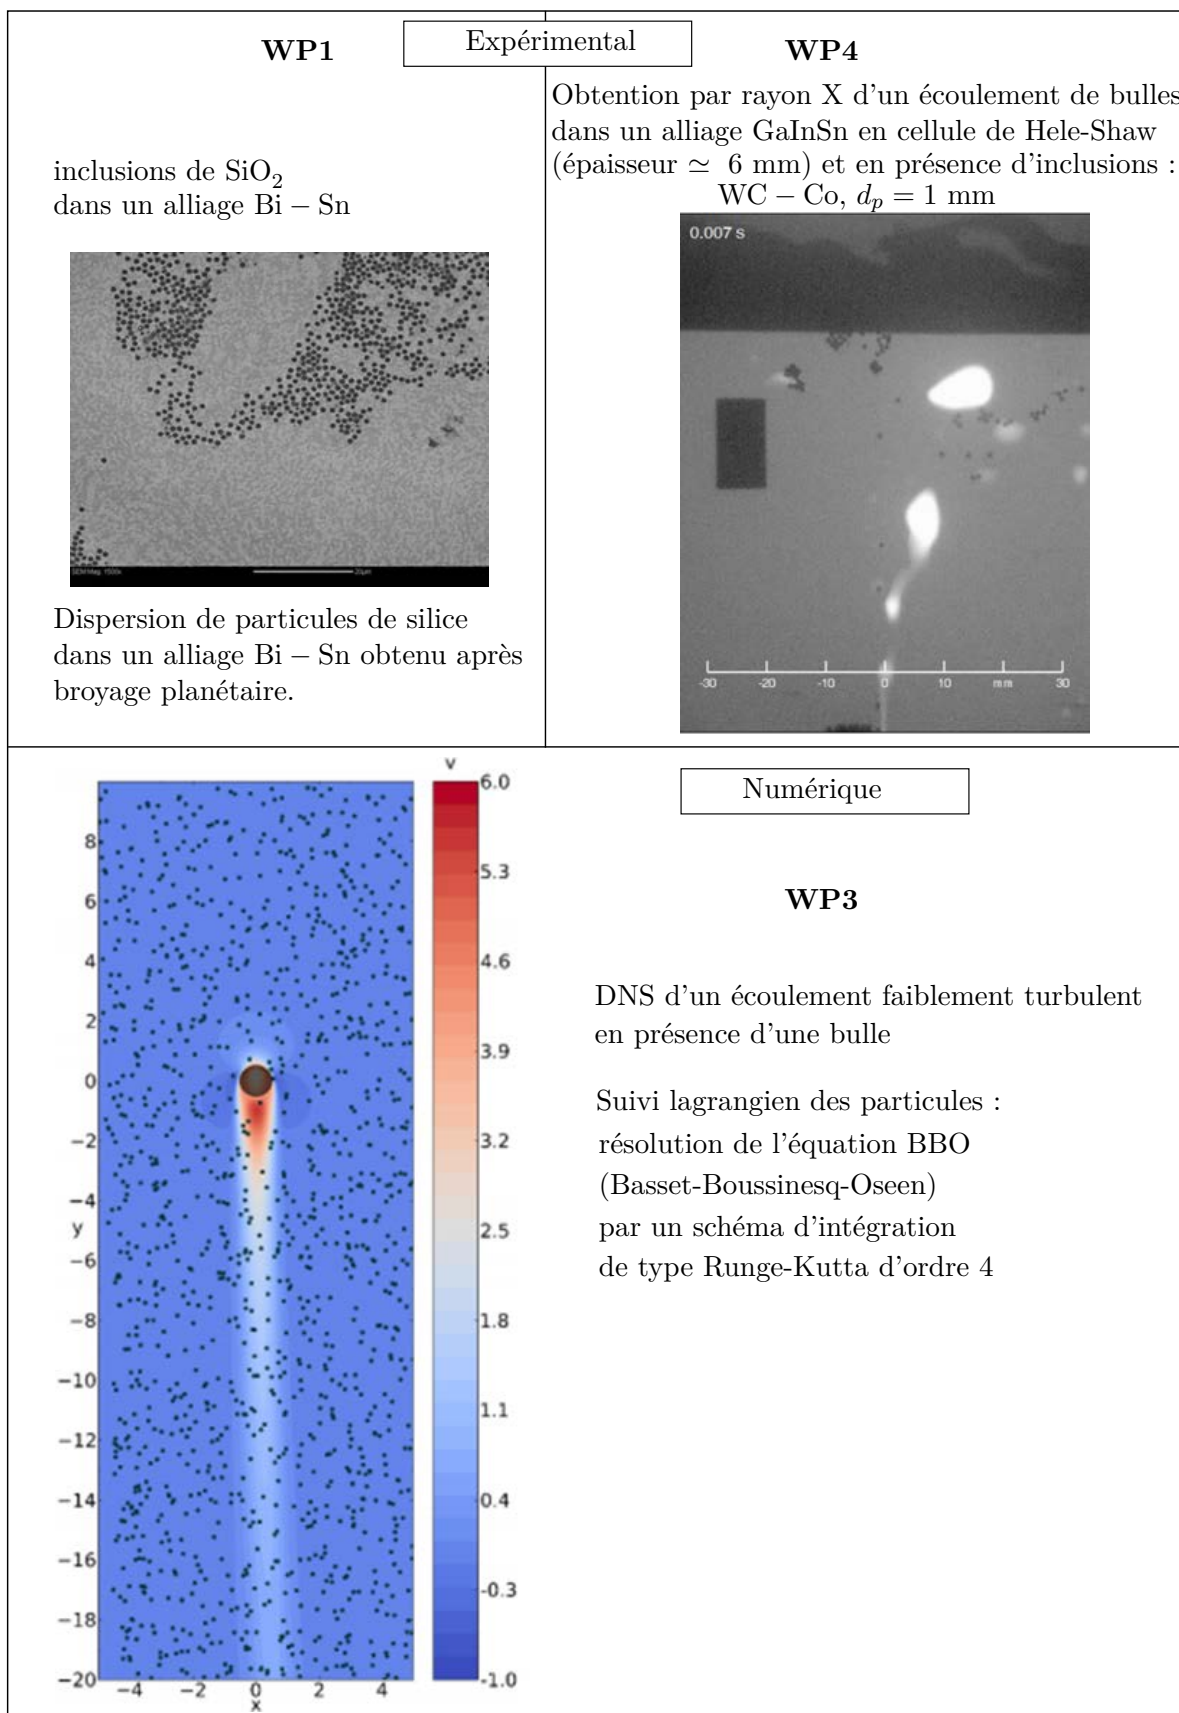 Expérimental
WP1
inclusions de SiO₂
dans un alliage Bi – Sn
SEM Mag. 1500x
20µm
Dispersion de particules de silice
dans un alliage Bi – Sn obtenu après
broyage planétaire.
WP4
Obtention par rayon X d'un écoulement de bulles
dans un alliage GaInSn en cellule de Hele-Shaw
(épaisseur ≃ 6 mm) et en présence d'inclusions :
WC – Co, dₚ = 1 mm
0.007 s
-30 -20 -10 0 10 mm 30
v
6.0
5.3
4.6
3.9
3.2
2.5
1.8
1.1
0.4
-0.3
-1.0
8
6
4
2
0
−2
−4
y
−6
−8
−10
−12
−14
−16
−18
−20
−4 −2 0 2 4
x
Numérique
WP3
DNS d'un écoulement faiblement turbulent
en présence d'une bulle
Suivi lagrangien des particules :
résolution de l'équation BBO
(Basset-Boussinesq-Oseen)
par un schéma d'intégration
de type Runge-Kutta d'ordre 4